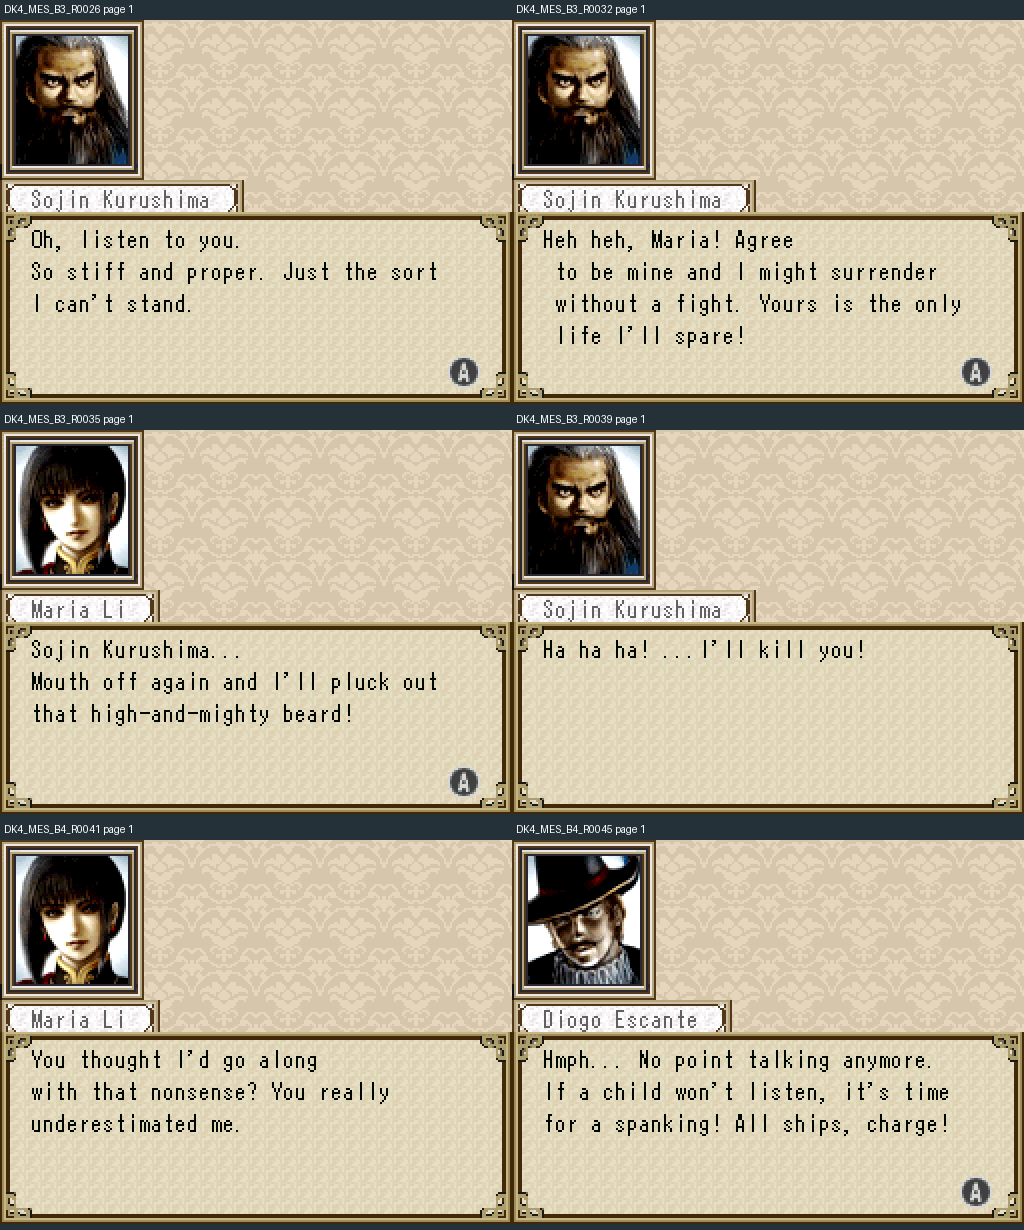 DK4_MES_B3_R0026 page 1
Sojin Kurushima
Oh, listen to you.
So stiff and proper. Just the sort
I can't stand.
A
DK4_MES_B3_R0032 page 1
Sojin Kurushima
Heh heh, Maria! Agree
to be mine and I might surrender
without a fight. Yours is the only
life I'll spare!
A
DK4_MES_B3_R0035 page 1
Maria Li
Sojin Kurushima...
Mouth off again and I'll pluck out
that high-and-mighty beard!
A
DK4_MES_B3_R0039 page 1
Sojin Kurushima
Ha ha ha! ...I'll kill you!
DK4_MES_B4_R0041 page 1
Maria Li
You thought I'd go along
with that nonsense? You really
underestimated me.
DK4_MES_B4_R0045 page 1
Diogo Escante
Hmph... No point talking anymore.
If a child won't listen, it's time
for a spanking! All ships, charge!
A